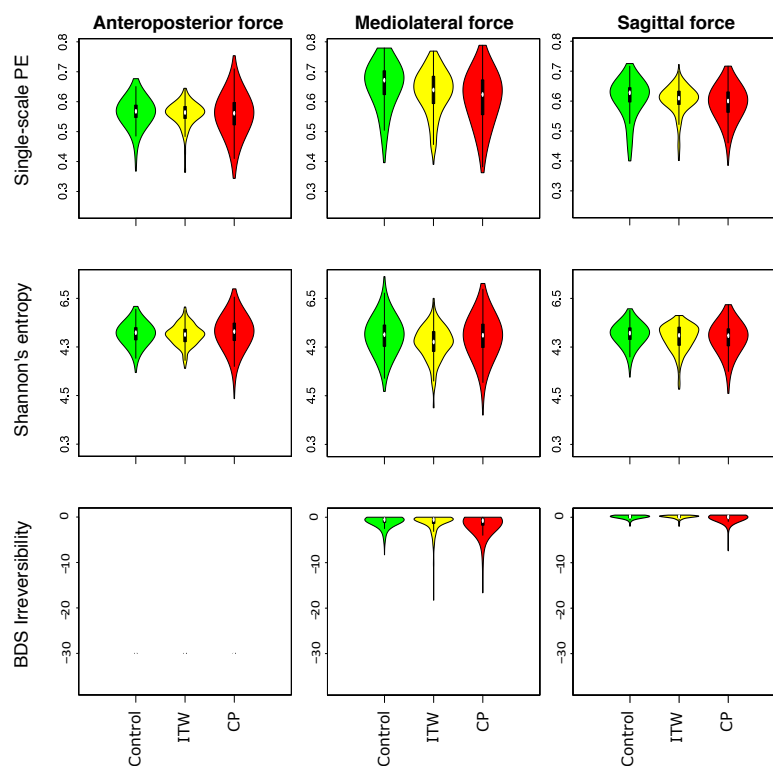 Anteroposterior force Mediolateral force Sagittal force
Single-scale PE
0.8 0.8 0.8
0.7 0.7 0.7
0.6 0.6 0.6
0.5 0.5 0.5
0.4 0.4 0.4
0.3 0.3 0.3
Shannon's entropy
6.5 6.5 6.5
4.3 4.3 4.3
4.5 4.5 4.5
0.3 0.3 0.3
BDS Irreversibility
0 0 0
−10 −10 −10
−20 −20 −20
−30 −30 −30
Control ITW CP Control ITW CP Control ITW CP